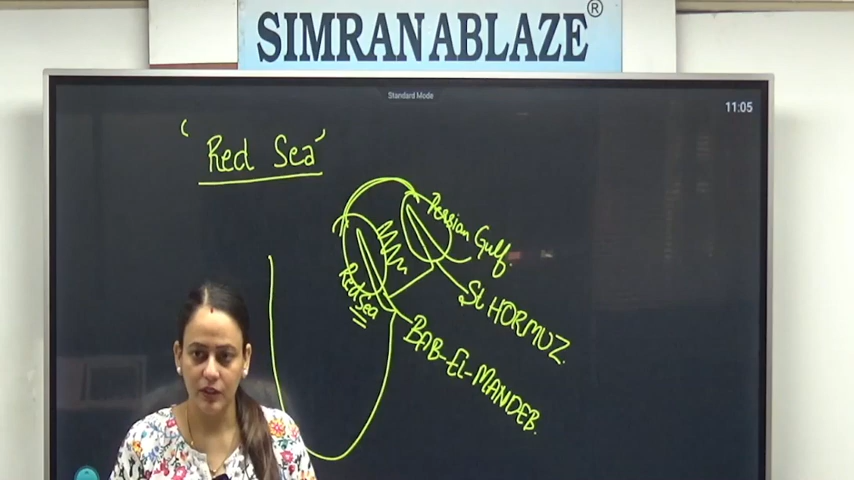 SIMRAN ABLAZE®
Standard Mode
11:05
'Red Sea'
Persian Gulf
Red Sea
St HORMUZ
BAB-EL-MANDEB.